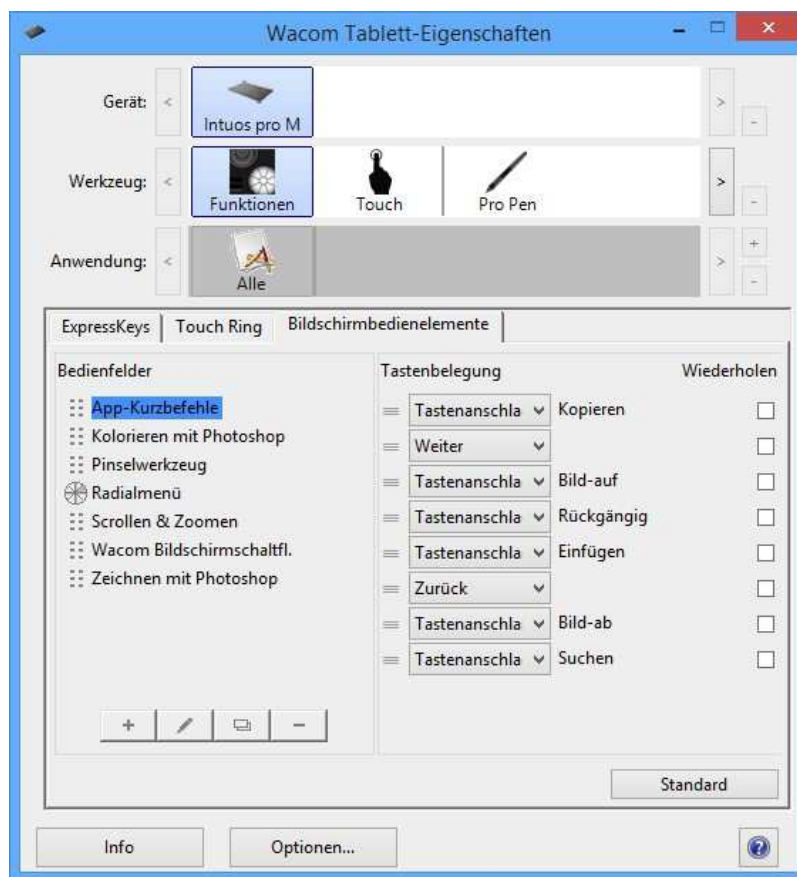 Wacom Tablett-Eigenschaften
Gerät:
Intuos pro M
Werkzeug:
Funktionen Touch Pro Pen
Anwendung:
Alle
ExpressKeys Touch Ring Bildschirmbedienelemente
Bedienfelder Tastenbelegung Wiederholen
App-Kurzbefehle Tastenanschla Kopieren
Kolorieren mit Photoshop Weiter
Pinselwerkzeug Tastenanschla Bild-auf
Radialmenü Tastenanschla Rückgängig
Scrollen & Zoomen Tastenanschla Einfügen
Wacom Bildschirmschaltfl. Zurück
Zeichnen mit Photoshop Tastenanschla Bild-ab
Tastenanschla Suchen
Standard
Info Optionen...